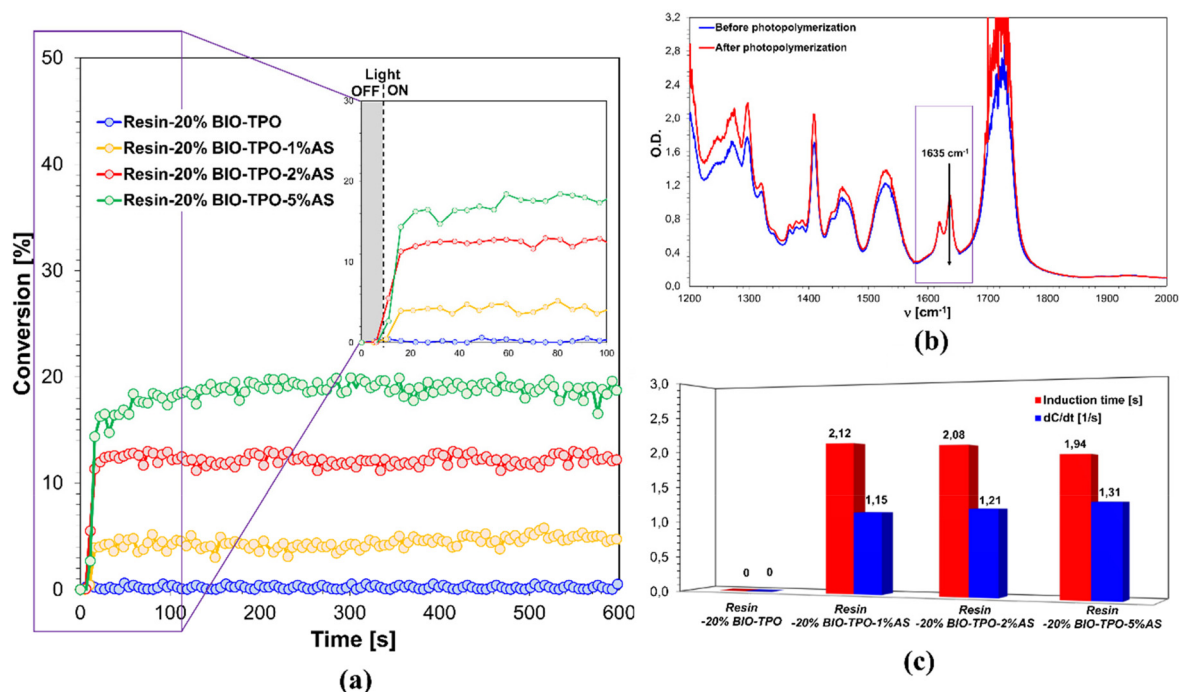 50
40
30
20
10
0
Conversion [%]
Resin-20% BIO-TPO
Resin-20% BIO-TPO-1%AS
Resin-20% BIO-TPO-2%AS
Resin-20% BIO-TPO-5%AS
Light
OFF ON
30
20
10
0
0 20 40 60 80 100
0 100 200 300 400 500 600
Time [s]
(a)
3,2
2,8
2,4
2,0
1,6
1,2
0,8
0,4
0,0
O.D.
Before photopolymerization
After photopolymerization
1635 cm-1
1200 1300 1400 1500 1600 1700 1800 1900 2000
ν [cm-1]
(b)
3,0
2,5
2,0
1,5
1,0
0,5
0,0
Induction time [s]
dC/dt [1/s]
0 0
2,12
1,15
2,08
1,21
1,94
1,31
Resin
-20% BIO-TPO
Resin
-20% BIO-TPO-1%AS
Resin
-20% BIO-TPO-2%AS
Resin
-20% BIO-TPO-5%AS
(c)